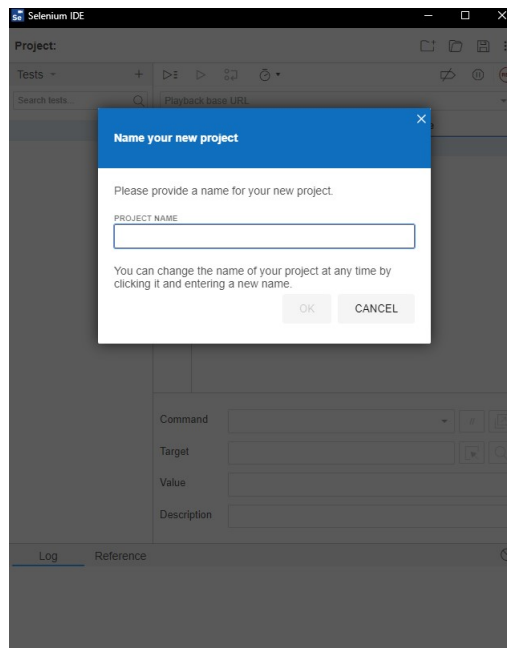 Se Selenium IDE
Project:
Tests
Search tests...
Playback base URL
Name your new project
Please provide a name for your new project.
PROJECT NAME
You can change the name of your project at any time by
clicking it and entering a new name.
OK CANCEL
Command
Target
Value
Description
Log Reference